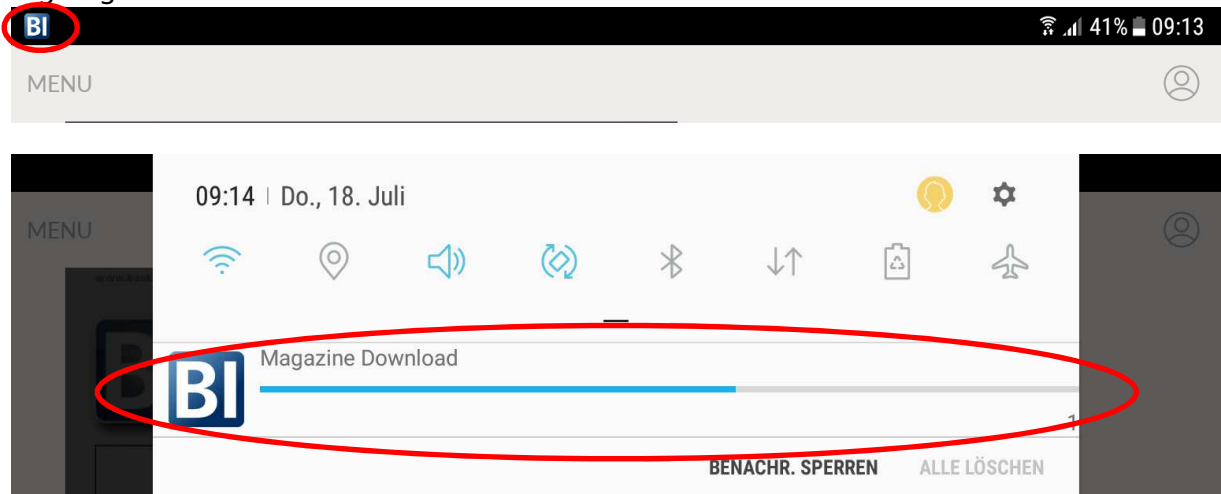 BI
41% 09:13
MENU
09:14 | Do., 18. Juli
MENU
BI Magazine Download
1
BENACHR. SPERREN ALLE LÖSCHEN